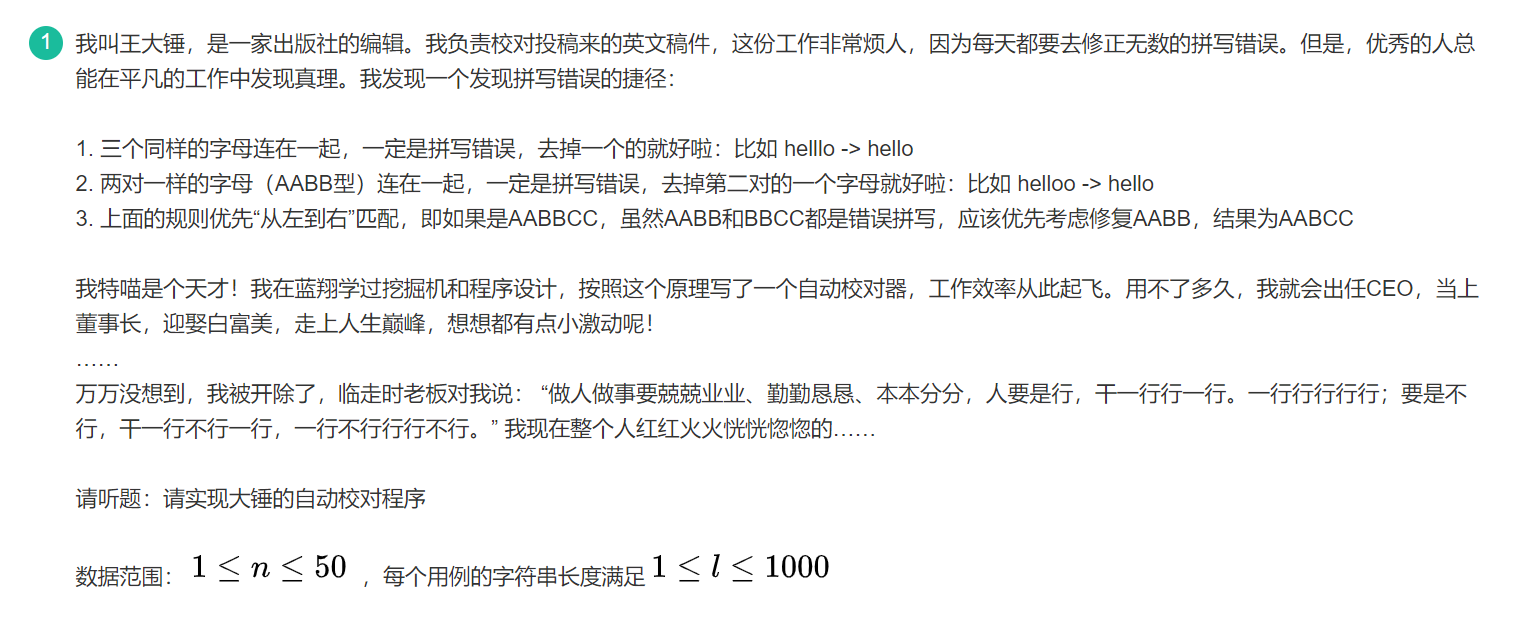 1 我叫王大锤，是一家出版社的编辑。我负责校对投稿来的英文稿件，这份工作非常烦人，因为每天都要去修正无数的拼写错误。但是，优秀的人总
能在平凡的工作中发现真理。我发现一个发现拼写错误的捷径：
1. 三个同样的字母连在一起，一定是拼写错误，去掉一个的就好啦：比如 helllo -> hello
2. 两对一样的字母（AABB型）连在一起，一定是拼写错误，去掉第二对的一个字母就好啦：比如 helloo -> hello
3. 上面的规则优先“从左到右”匹配，即如果是AABBCC，虽然AABB和BBCC都是错误拼写，应该优先考虑修复AABB，结果为AABCC
我特喵是个天才！我在蓝翔学过挖掘机和程序设计，按照这个原理写了一个自动校对器，工作效率从此起飞。用不了多久，我就会出任CEO，当上
董事长，迎娶白富美，走上人生巅峰，想想都有点小激动呢！
……
万万没想到，我被开除了，临走时老板对我说： “做人做事要兢兢业业、勤勤恳恳、本本分分，人要是行，干一行行一行。一行行行行行；要是不
行，干一行不行一行，一行不行行行不行。” 我现在整个人红红火火恍恍惚惚的……
请听题：请实现大锤的自动校对程序
数据范围： 1 ≤ n ≤ 50 ，每个用例的字符串长度满足 1 ≤ l ≤ 1000